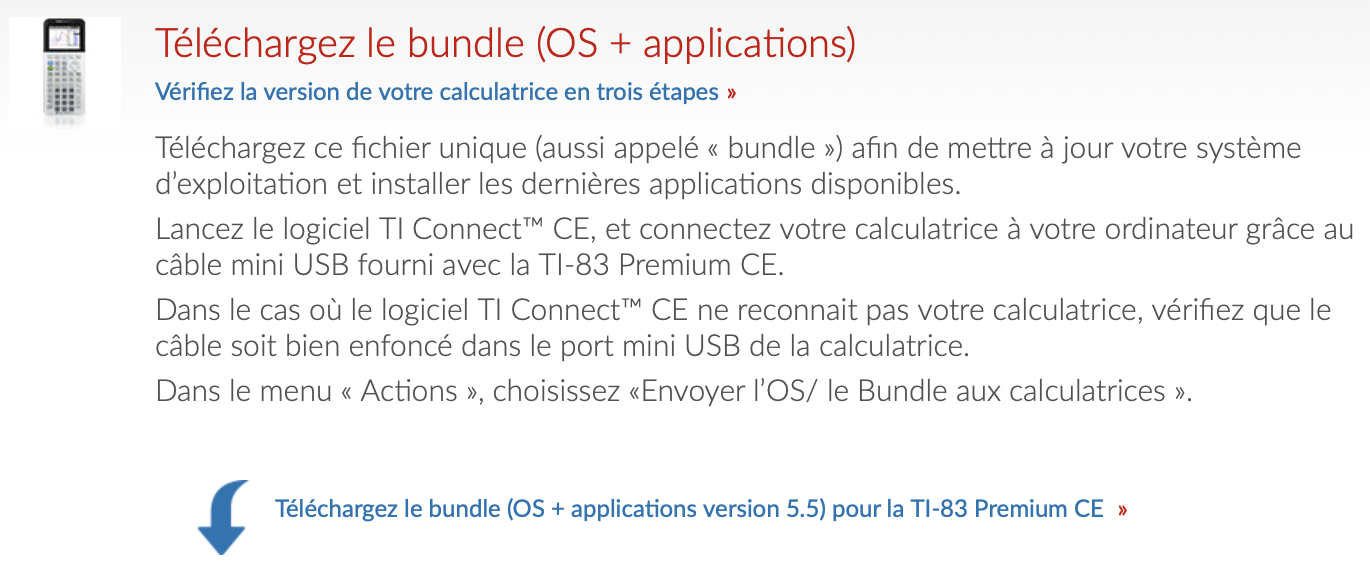 Téléchargez le bundle (OS + applications)
Vérifiez la version de votre calculatrice en trois étapes »
Téléchargez ce fichier unique (aussi appelé « bundle ») afin de mettre à jour votre système
d’exploitation et installer les dernières applications disponibles.
Lancez le logiciel TI Connect™ CE, et connectez votre calculatrice à votre ordinateur grâce au
câble mini USB fourni avec la TI-83 Premium CE.
Dans le cas où le logiciel TI Connect™ CE ne reconnait pas votre calculatrice, vérifiez que le
câble soit bien enfoncé dans le port mini USB de la calculatrice.
Dans le menu « Actions », choisissez «Envoyer l’OS/ le Bundle aux calculatrices ».
Téléchargez le bundle (OS + applications version 5.5) pour la TI-83 Premium CE »